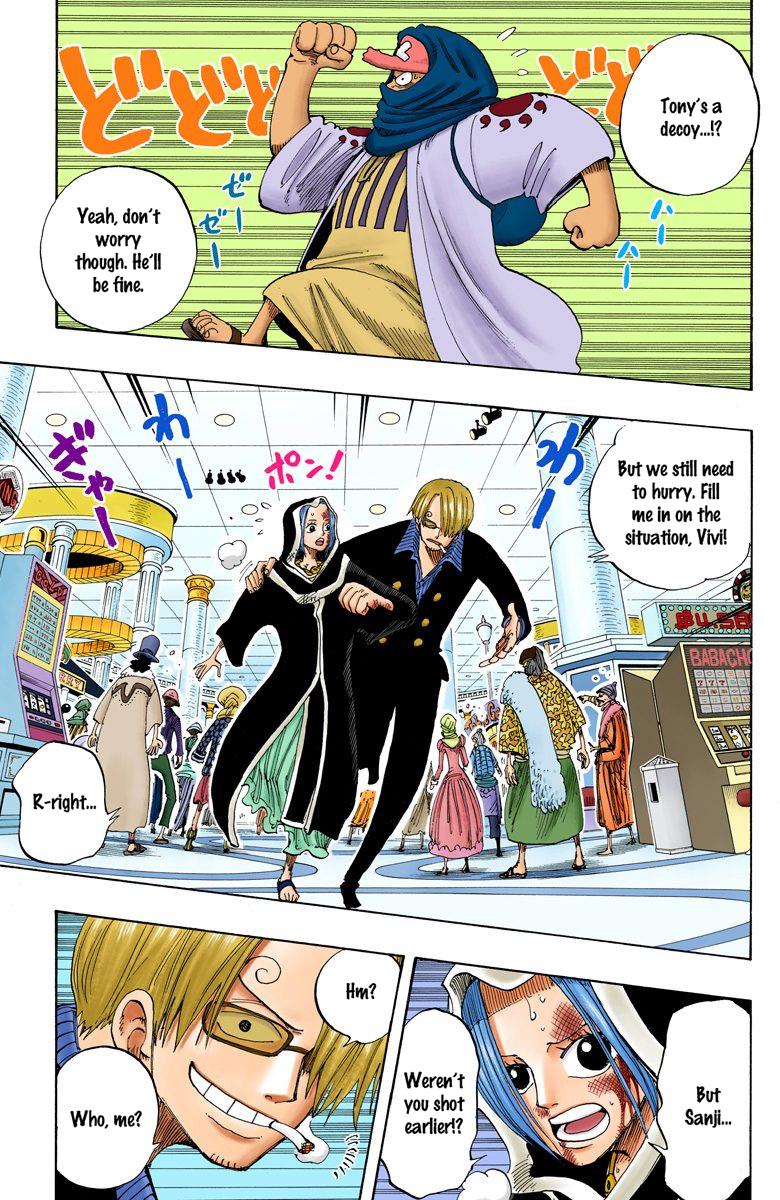 Tony's a
decoy...!?
どどどど
ど
ゼーゼー
ハーハー
Yeah, don't
worry
though. He'll
be fine.
But we still need
to hurry. Fill
me in on the
situation, Vivi!
わー
ぎゃー
ポン!
わー
BABACHO
R-right...
But
Sanji...
Weren't
you shot
earlier!?
Hm?
Who, me?